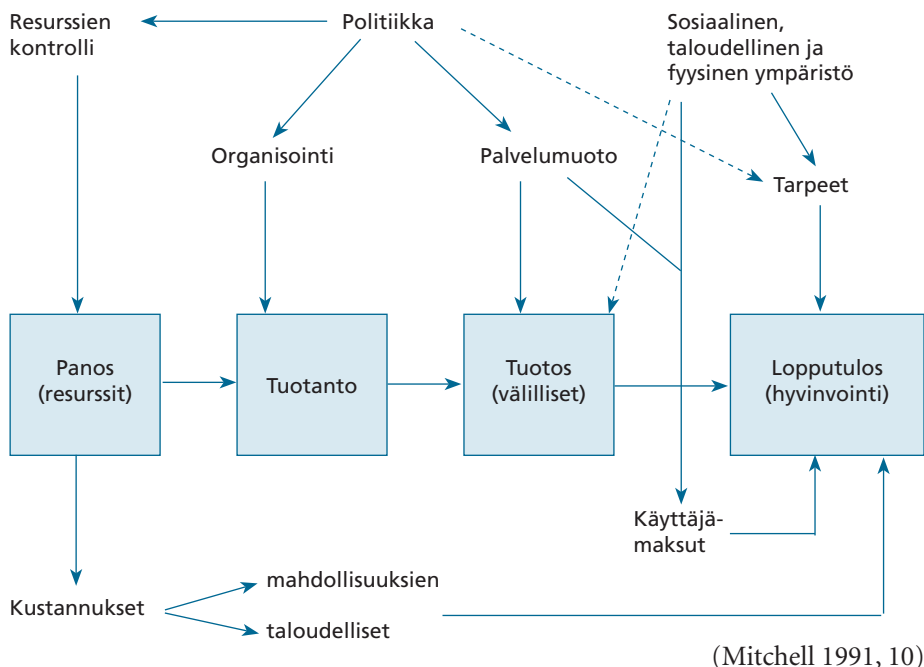 Resurssien
kontrolli
Politiikka
Sosiaalinen,
taloudellinen ja
fyysinen ympäristö
Organisointi
Palvelumuoto
Tarpeet
Panos
(resurssit)
Tuotanto
Tuotos
(välilliset)
Lopputulos
(hyvinvointi)
Käyttäjä-
maksut
Kustannukset
mahdollisuuksien
taloudelliset
(Mitchell 1991, 10)